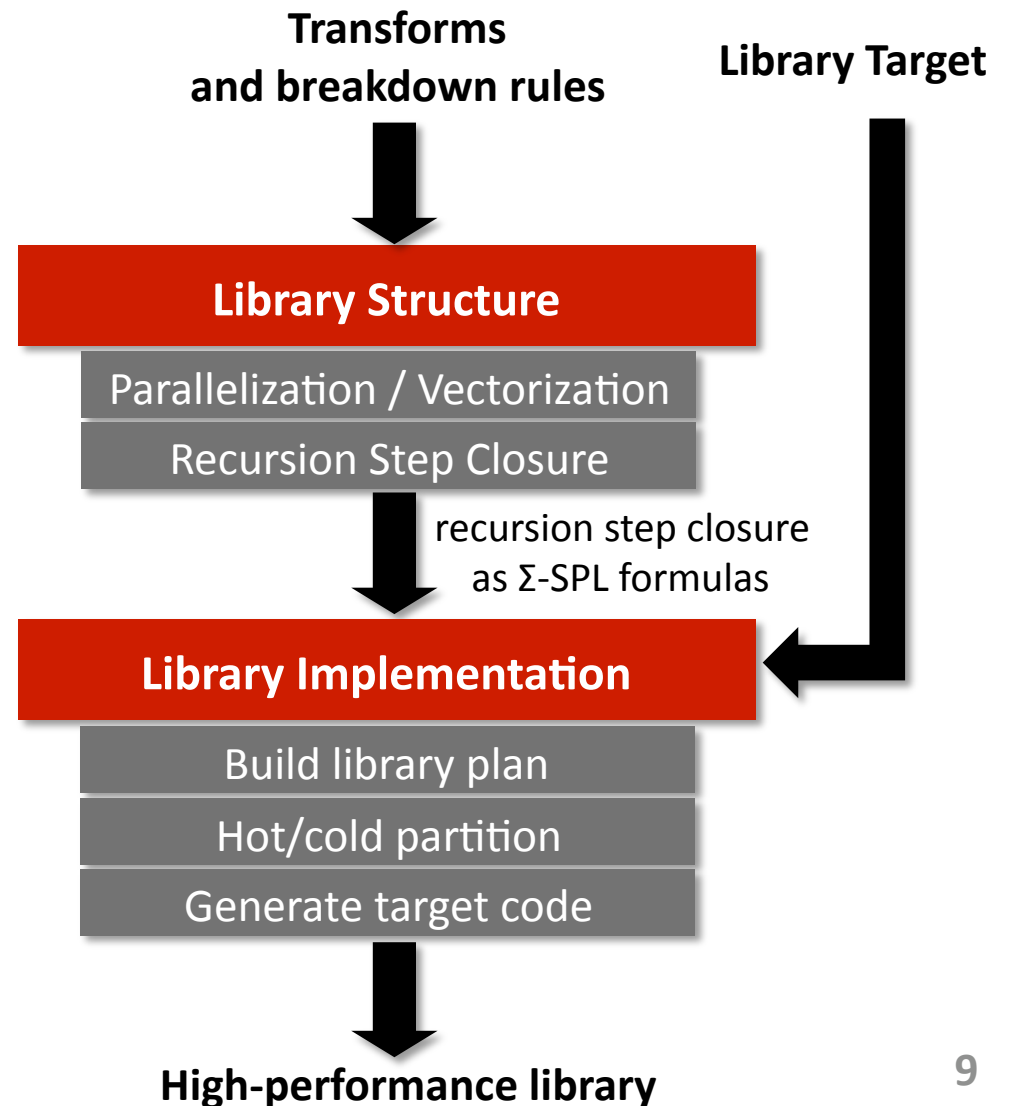 Transforms
and breakdown rules
Library Target
Library Structure
Parallelization / Vectorization
Recursion Step Closure
recursion step closure
as Σ-SPL formulas
Library Implementation
Build library plan
Hot/cold partition
Generate target code
High-performance library
9